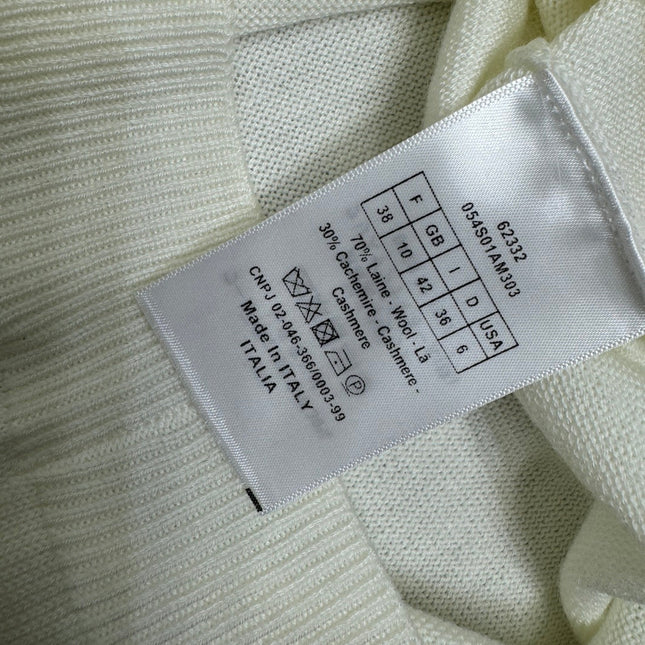 62332
054S01AM303
F GB I D USA
38 10 42 36 6
70% Laine - Wool - Lã
30% Cachemire - Cashmere -
Cashmere
P
CNPJ 02-046-366/0003-99
Made In ITALY
ITALIA